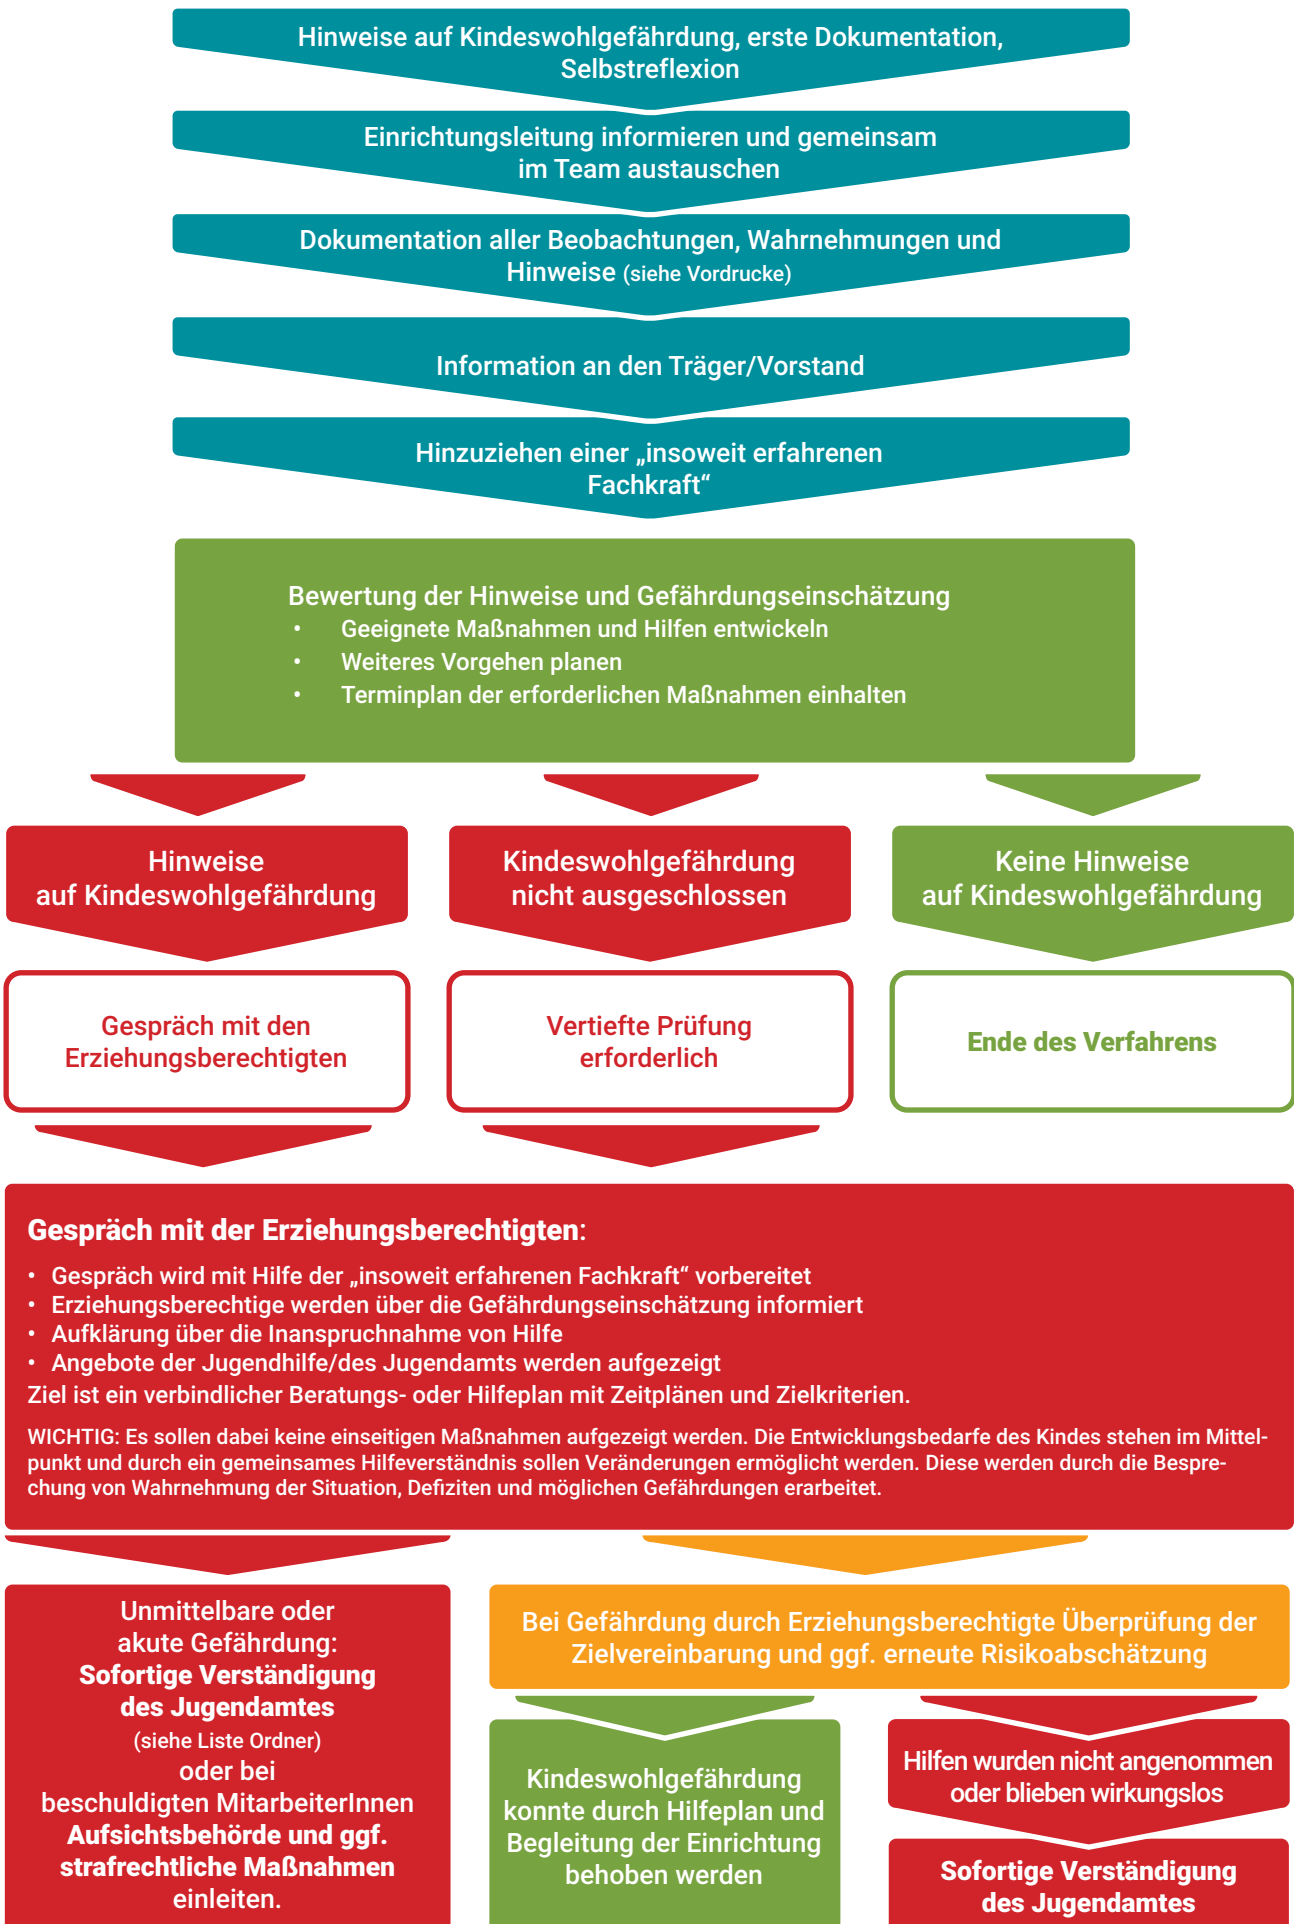 Hinweise auf Kindeswohlgefährdung, erste Dokumentation,
Selbstreflexion
Einrichtungsleitung informieren und gemeinsam
im Team austauschen
Dokumentation aller Beobachtungen, Wahrnehmungen und
Hinweise (siehe Vordrucke)
Information an den Träger/Vorstand
Hinzuziehen einer „insoweit erfahrenen
Fachkraft“
Bewertung der Hinweise und Gefährdungseinschätzung
• Geeignete Maßnahmen und Hilfen entwickeln
• Weiteres Vorgehen planen
• Terminplan der erforderlichen Maßnahmen einhalten
Hinweise
auf Kindeswohlgefährdung
Gespräch mit den
Erziehungsberechtigten
Kindeswohlgefährdung
nicht ausgeschlossen
Vertiefte Prüfung
erforderlich
Keine Hinweise
auf Kindeswohlgefährdung
Ende des Verfahrens
Gespräch mit der Erziehungsberechtigten:
• Gespräch wird mit Hilfe der „insoweit erfahrenen Fachkraft“ vorbereitet
• Erziehungsberechtige werden über die Gefährdungseinschätzung informiert
• Aufklärung über die Inanspruchnahme von Hilfe
• Angebote der Jugendhilfe/des Jugendamts werden aufgezeigt
Ziel ist ein verbindlicher Beratungs- oder Hilfeplan mit Zeitplänen und Zielkriterien.
WICHTIG: Es sollen dabei keine einseitigen Maßnahmen aufgezeigt werden. Die Entwicklungsbedarfe des Kindes stehen im Mittel-
punkt und durch ein gemeinsames Hilfeverständnis sollen Veränderungen ermöglicht werden. Diese werden durch die Bespre-
chung von Wahrnehmung der Situation, Defiziten und möglichen Gefährdungen erarbeitet.
Unmittelbare oder
akute Gefährdung:
Sofortige Verständigung
des Jugendamtes
(siehe Liste Ordner)
oder bei
beschuldigten MitarbeiterInnen
Aufsichtsbehörde und ggf.
strafrechtliche Maßnahmen
einleiten.
Bei Gefährdung durch Erziehungsberechtigte Überprüfung der
Zielvereinbarung und ggf. erneute Risikoabschätzung
Kindeswohlgefährdung
konnte durch Hilfeplan und
Begleitung der Einrichtung
behoben werden
Hilfen wurden nicht angenommen
oder blieben wirkungslos
Sofortige Verständigung
des Jugendamtes